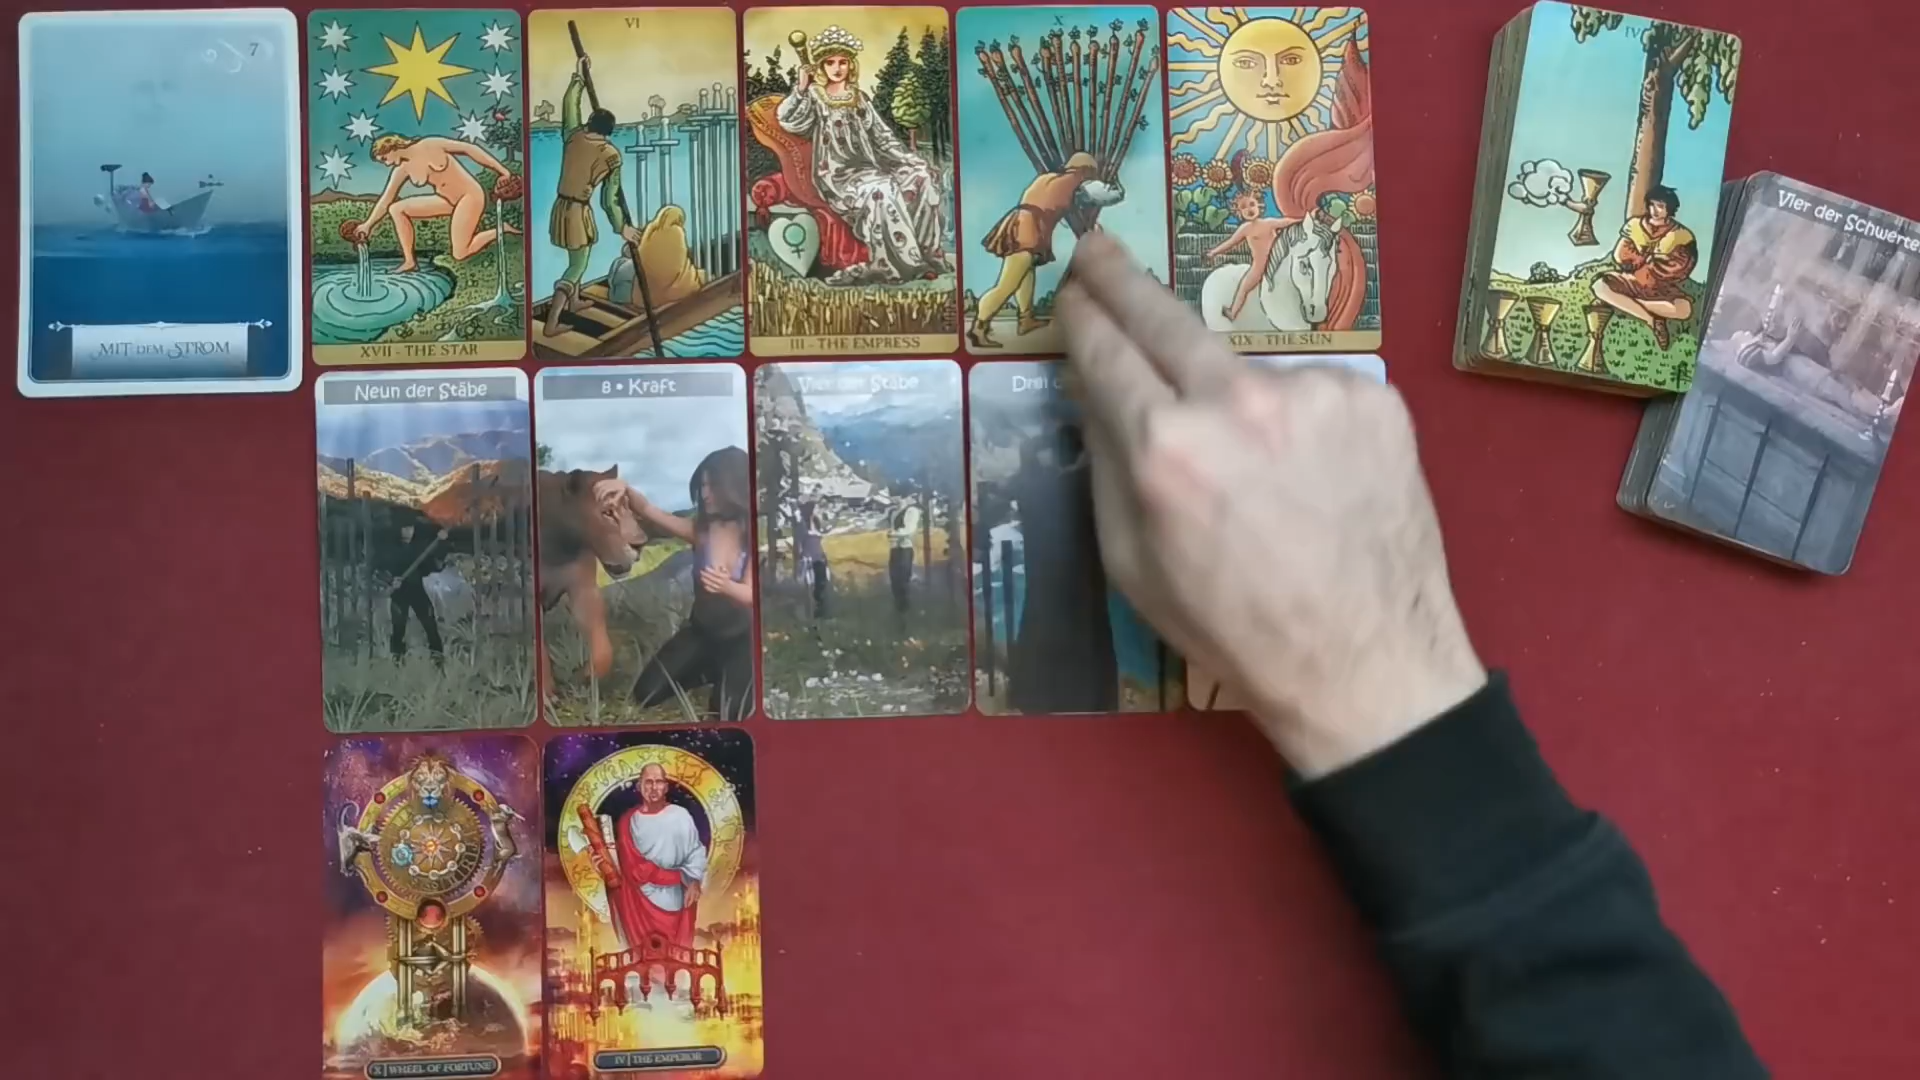 7
MIT DEM STROM
XVII - THE STAR
VI
III - THE EMPRESS
X
XIX - THE SUN
IV
Vier der Schwerte
Neun der Stäbe
8 • Kraft
Vier der Stäbe
X | WHEEL OF FORTUNE
IV | THE EMPEROR